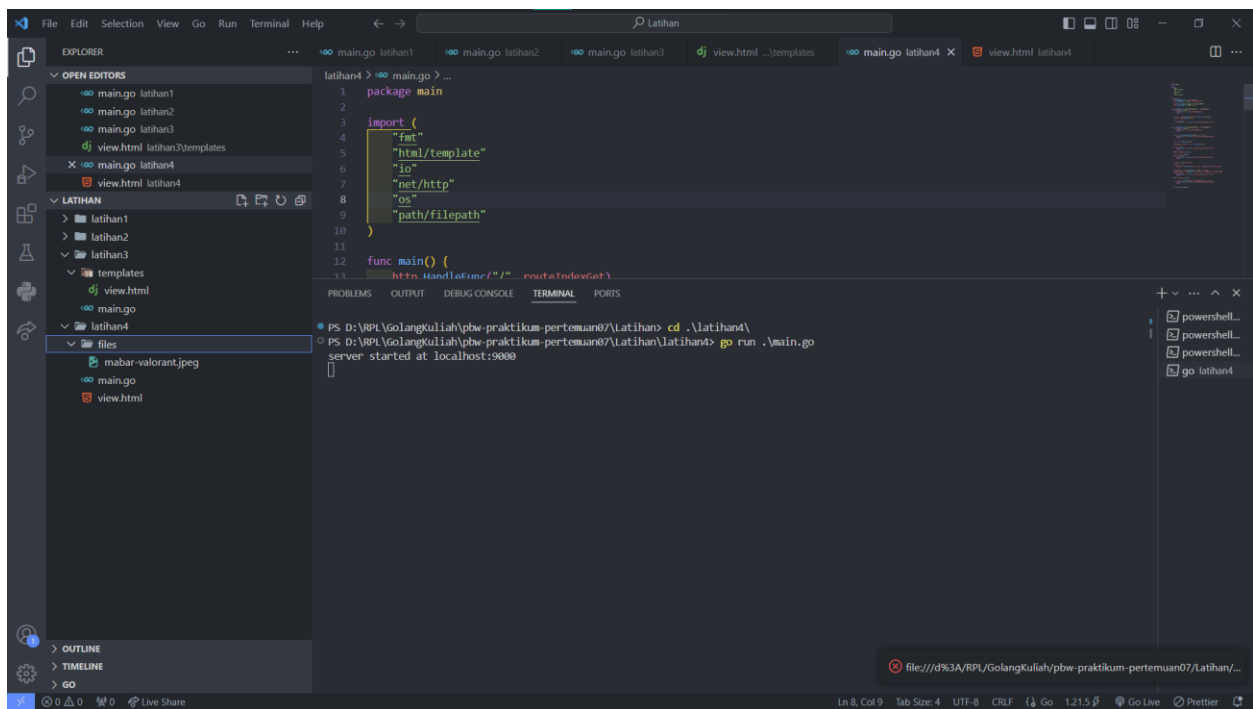 File Edit Selection View Go Run Terminal Help
Latihan
EXPLORER
OPEN EDITORS
main.go latihan1
main.go latihan2
main.go latihan3
view.html latihan3\templates
main.go latihan4
view.html latihan4
LATIHAN
latihan1
latihan2
latihan3
templates
view.html
main.go
latihan4
files
mabar-valorant.jpeg
main.go
view.html
OUTLINE
TIMELINE
GO
main.go latihan1 main.go latihan2 main.go latihan3 view.html ...\templates main.go latihan4 view.html latihan4
latihan4 > main.go > ...
1 package main
2
3 import (
4 "fmt"
5 "html/template"
6 "io"
7 "net/http"
8 "os"
9 "path/filepath"
10 )
11
12 func main() {
13 http.HandleFunc("/", routeIndexGet)
PROBLEMS OUTPUT DEBUG CONSOLE TERMINAL PORTS
PS D:\RPL\GolangKuliah\pbw-praktikum-pertemuan07\Latihan> cd .\latihan4\
PS D:\RPL\GolangKuliah\pbw-praktikum-pertemuan07\Latihan\latihan4> go run .\main.go
server started at localhost:9000
powershell...
powershell...
powershell...
go latihan4
file:///d%3A/RPL/GolangKuliah/pbw-praktikum-pertemuan07/Latihan/...
1
0 0 0 Live Share
Ln 8, Col 9 Tab Size: 4 UTF-8 CRLF Go 1.21.5 Go Live Prettier